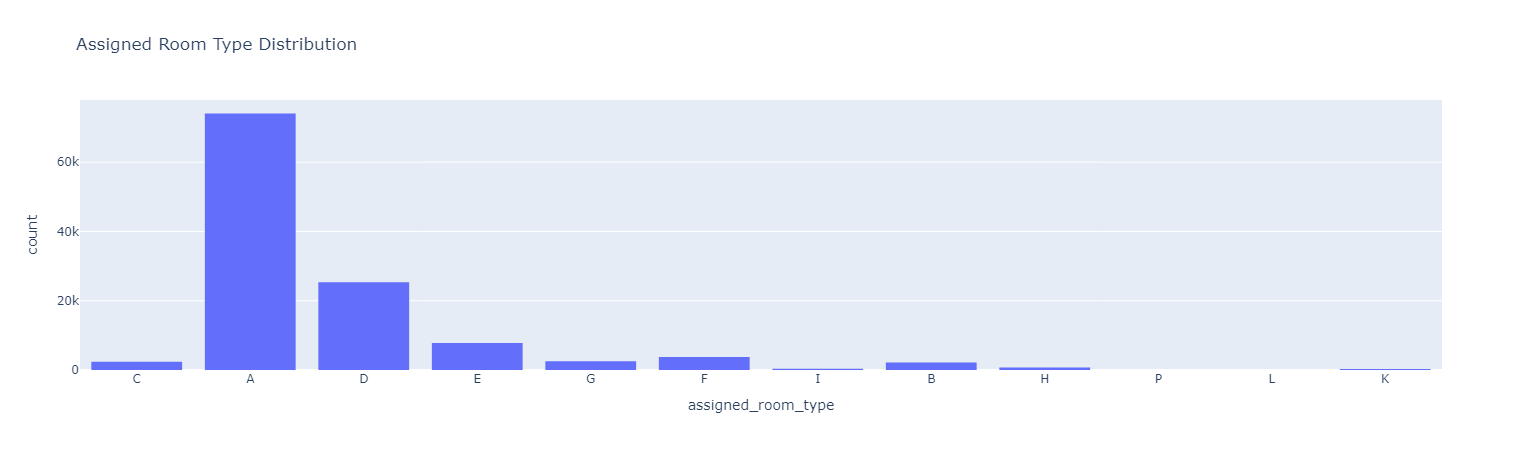 Assigned Room Type Distribution
60k
40k
20k
0
count
C A D E G F I B H P L K
assigned_room_type